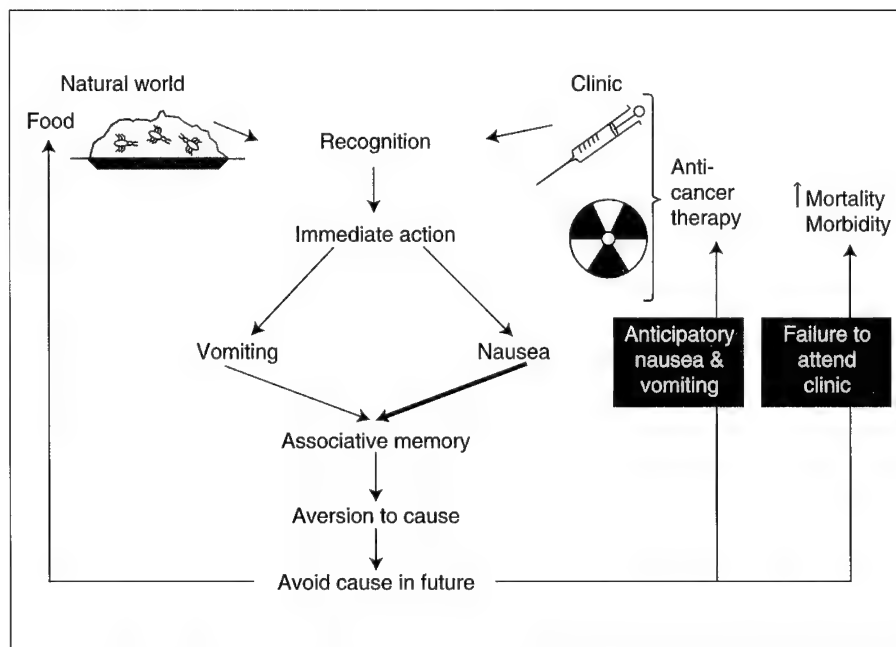 Natural world
Food
Clinic
Recognition
Anti-
cancer
therapy
↑ Mortality
Morbidity
Immediate action
Vomiting
Nausea
Anticipatory
nausea &
vomiting
Failure to
attend
clinic
Associative memory
Aversion to cause
Avoid cause in future